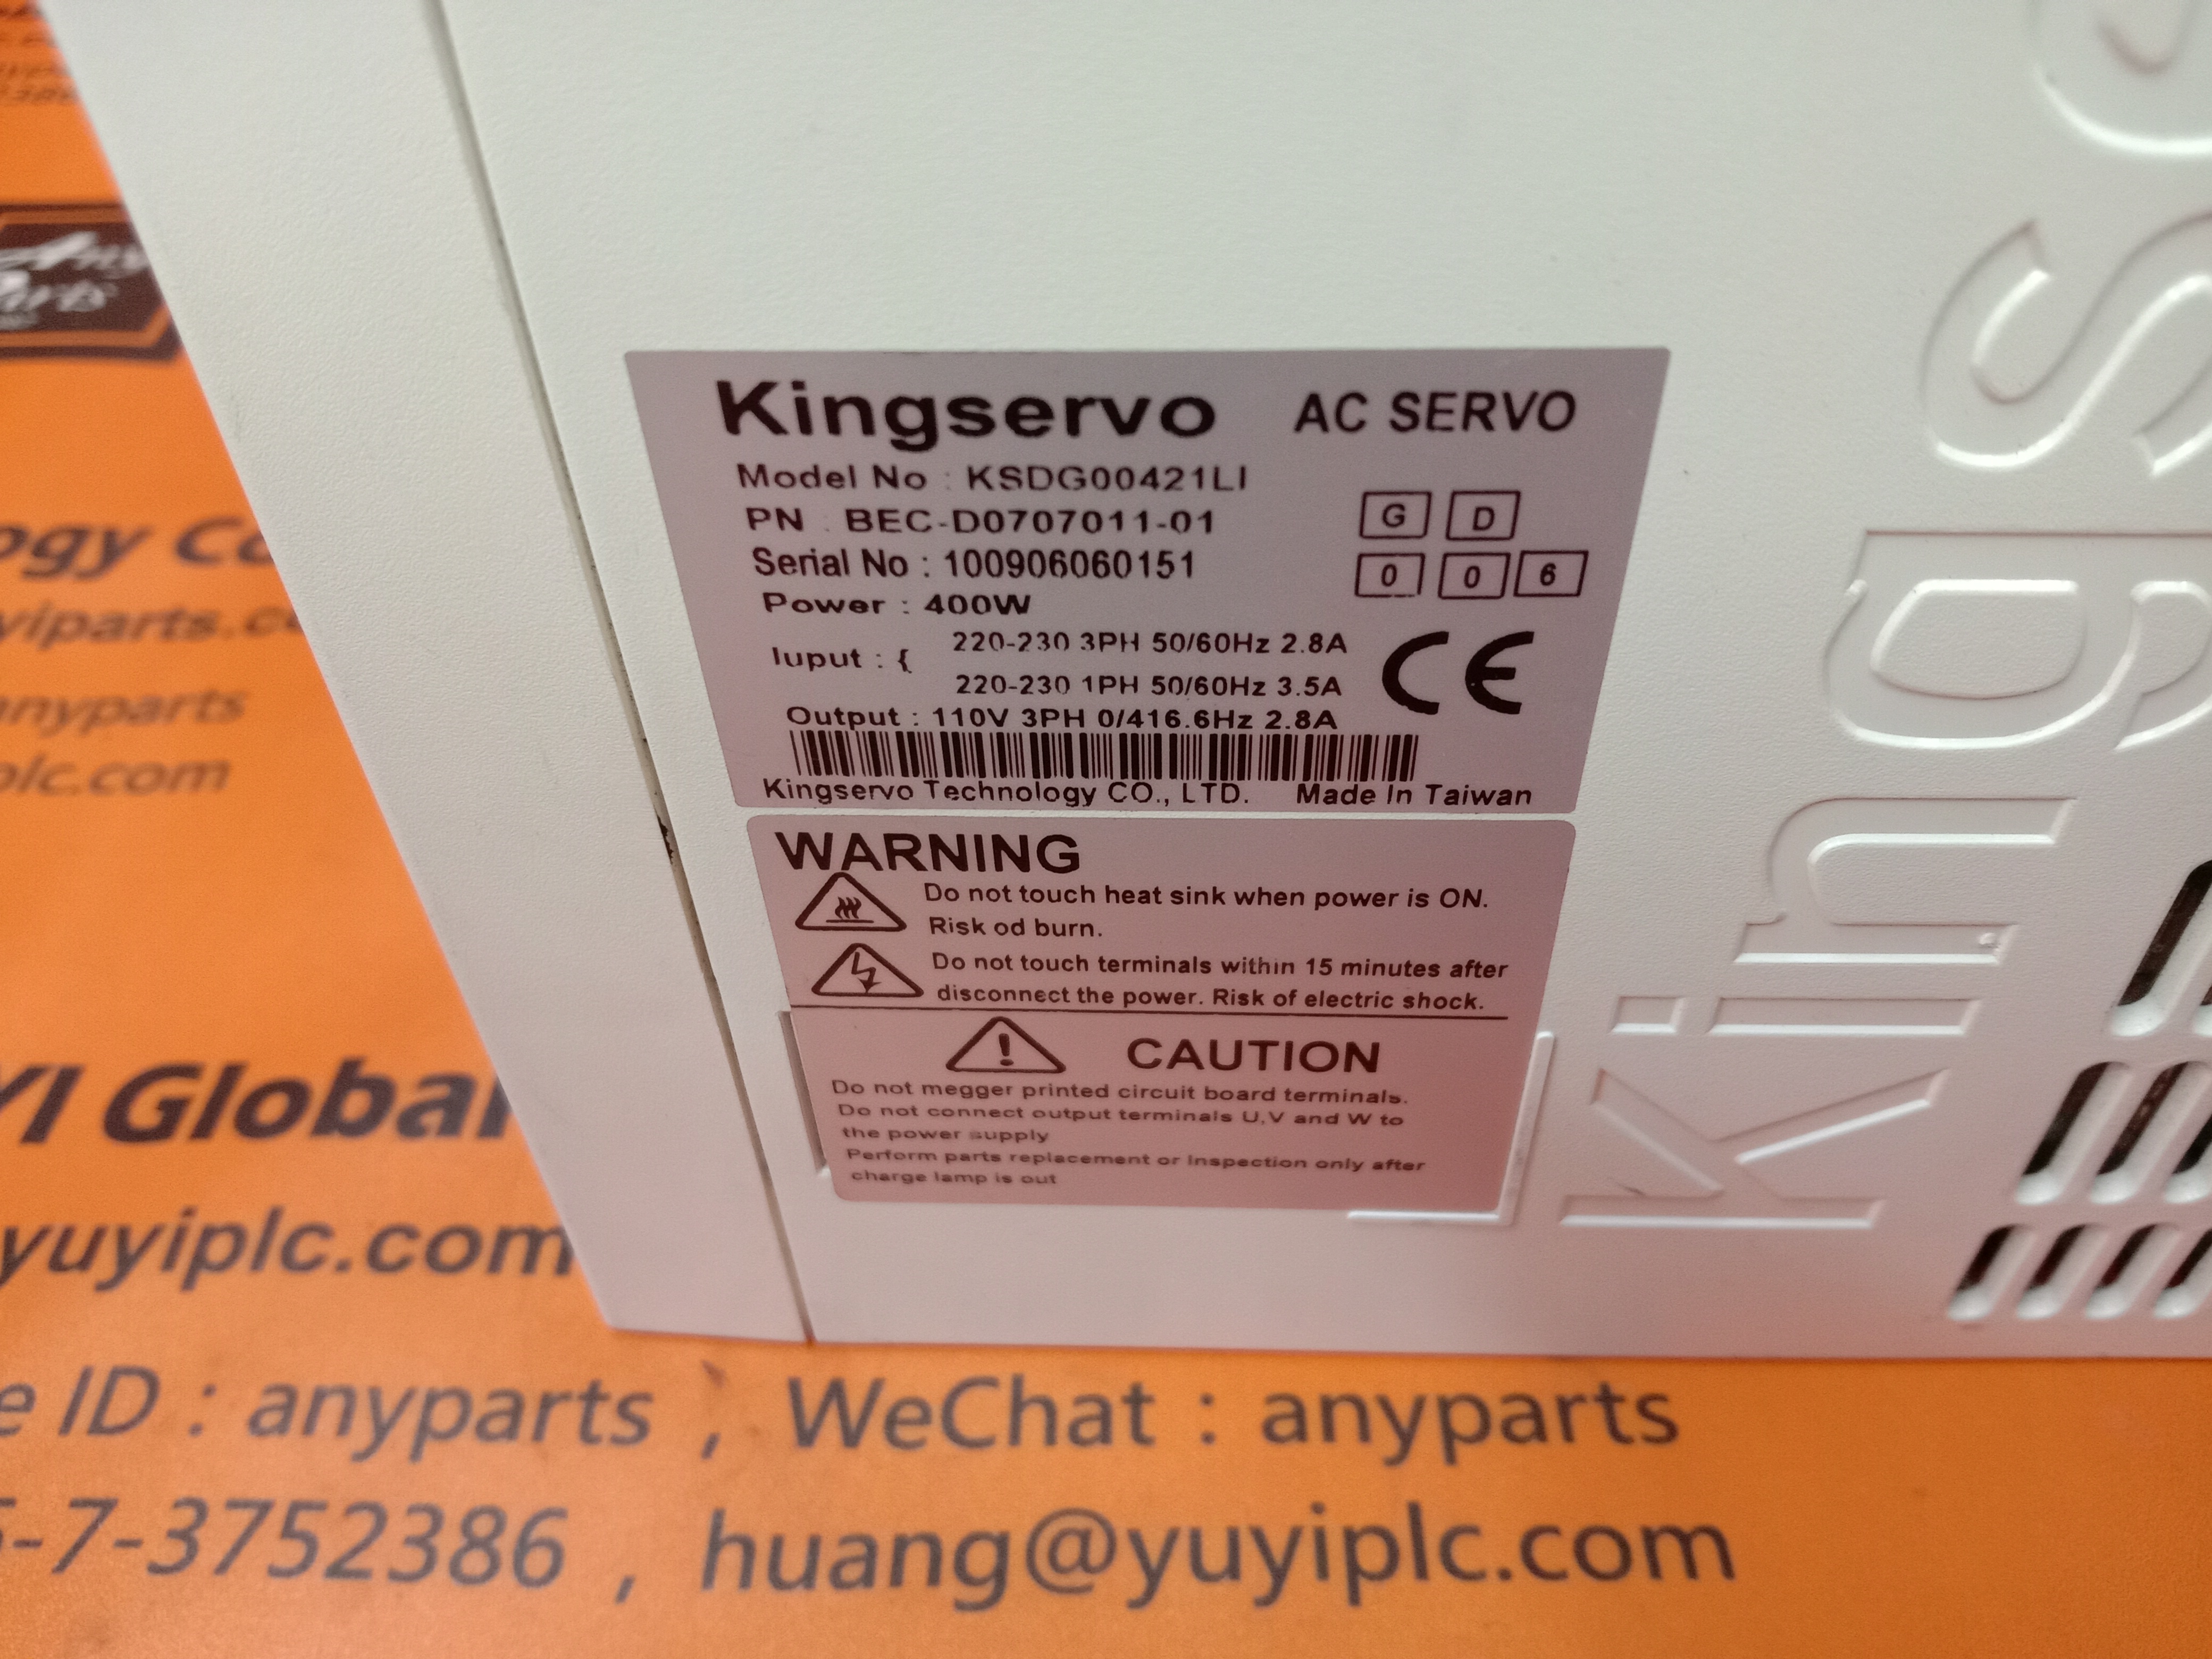 Kingservo AC SERVO
Model No : KSDG00421LI
PN : BEC-D0707011-01
G D
Serial No : 100906060151
0 0 6
Power : 400W
Iuput : {
220-230 3PH 50/60Hz 2.8A
220-230 1PH 50/60Hz 3.5A
CE
Output : 110V 3PH 0/416.6Hz 2.8A
Kingservo Technology CO., LTD. Made In Taiwan
WARNING
Do not touch heat sink when power is ON.
Risk od burn.
Do not touch terminals within 15 minutes after
disconnect the power. Risk of electric shock.
CAUTION
Do not megger printed circuit board terminals.
Do not connect output terminals U,V and W to
the power supply
Perform parts replacement or Inspection only after
charge lamp is out
Kings
Any
Parts
ogy Co
yiparts.co
anyparts
plc.com
YI Global
yuyiplc.com
e ID : anyparts , WeChat : anyparts
6-7-3752386 , huang@yuyiplc.com